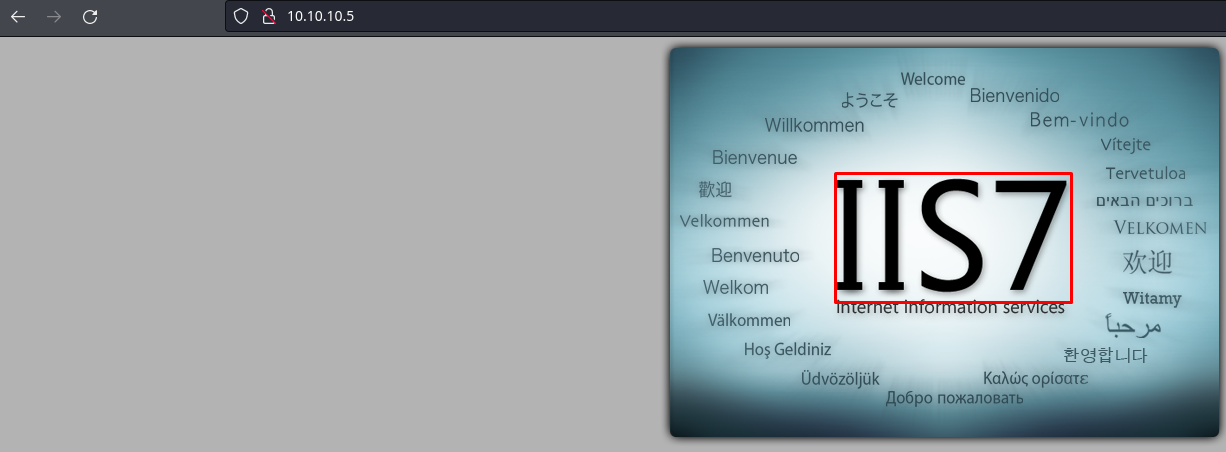 10.10.10.5
Welcome
ようこそ
Bienvenido
Willkommen
Bem-vindo
Bienvenue
Vítejte
歡迎
Tervetuloa
Velkommen
ברוכים הבאים
VELKOMEN
IIS7
Benvenuto
欢迎
Welkom
Witamy
internet information services
Välkommen
مرحباً
Hoş Geldiniz
환영합니다
Üdvözöljük
Καλώς ορίσατε
Добро пожаловать